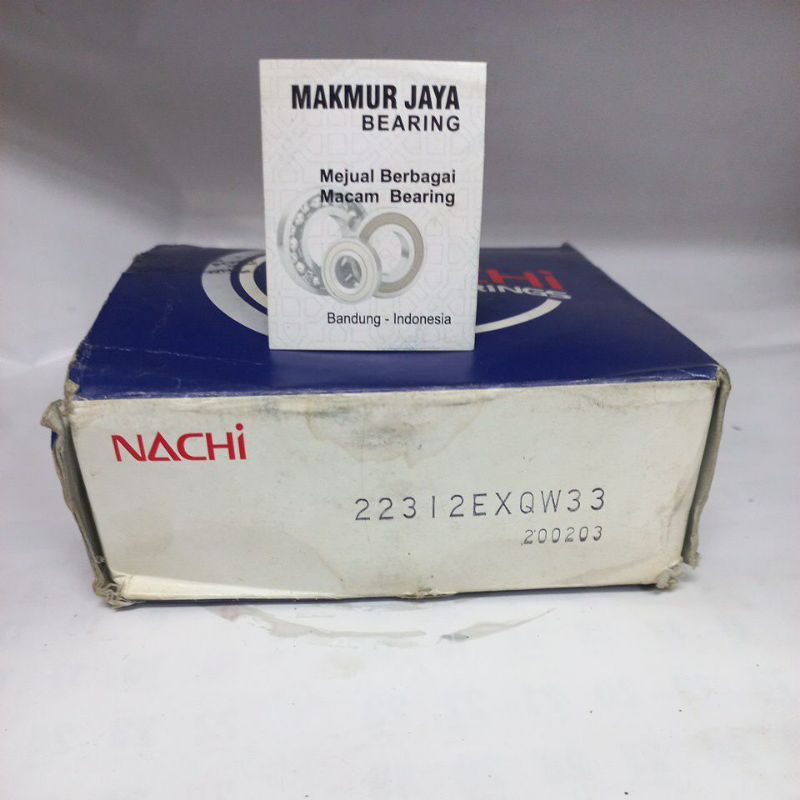 MAKMUR JAYA
BEARING
Mejual Berbagai
Macam Bearing
Bandung - Indonesia
NACHi
22312EXQW33
200203